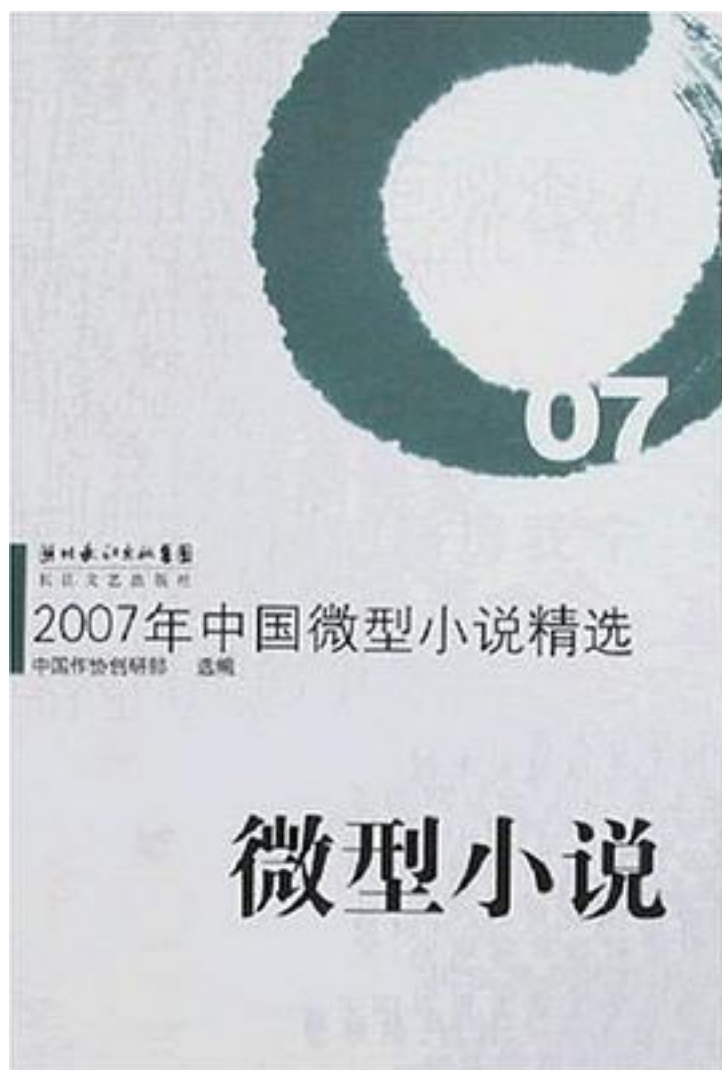 07
湖北长江出版集团
长江文艺出版社
2007年中国微型小说精选
中国作协创研部 选编
微型小说